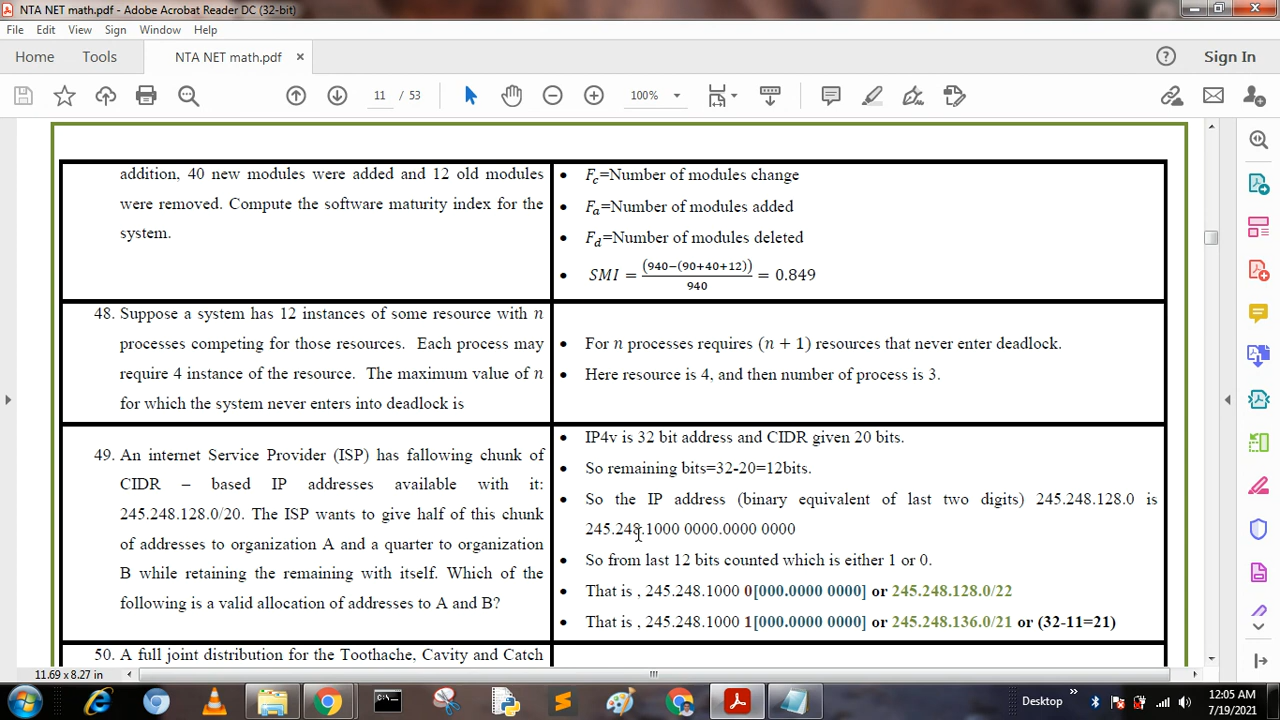 NTA NET math.pdf - Adobe Acrobat Reader DC (32-bit)
File Edit View Sign Window Help
Home Tools NTA NET math.pdf × Sign In
11 / 53 100%
addition, 40 new modules were added and 12 old modules
were removed. Compute the software maturity index for the
system.
• F_c=Number of modules change
• F_a=Number of modules added
• F_d=Number of modules deleted
• SMI = (940−(90+40+12))/940 = 0.849
48. Suppose a system has 12 instances of some resource with n
processes competing for those resources. Each process may
require 4 instance of the resource. The maximum value of n
for which the system never enters into deadlock is
• For n processes requires (n + 1) resources that never enter deadlock.
• Here resource is 4, and then number of process is 3.
49. An internet Service Provider (ISP) has fallowing chunk of
CIDR – based IP addresses available with it:
245.248.128.0/20. The ISP wants to give half of this chunk
of addresses to organization A and a quarter to organization
B while retaining the remaining with itself. Which of the
following is a valid allocation of addresses to A and B?
• IP4v is 32 bit address and CIDR given 20 bits.
• So remaining bits=32-20=12bits.
• So the IP address (binary equivalent of last two digits) 245.248.128.0 is
245.248.1000 0000.0000 0000
• So from last 12 bits counted which is either 1 or 0.
• That is , 245.248.1000 0[000.0000 0000] or 245.248.128.0/22
• That is , 245.248.1000 1[000.0000 0000] or 245.248.136.0/21 or (32-11=21)
50. A full joint distribution for the Toothache, Cavity and Catch
11.69 x 8.27 in
Desktop
12:05 AM
7/19/2021